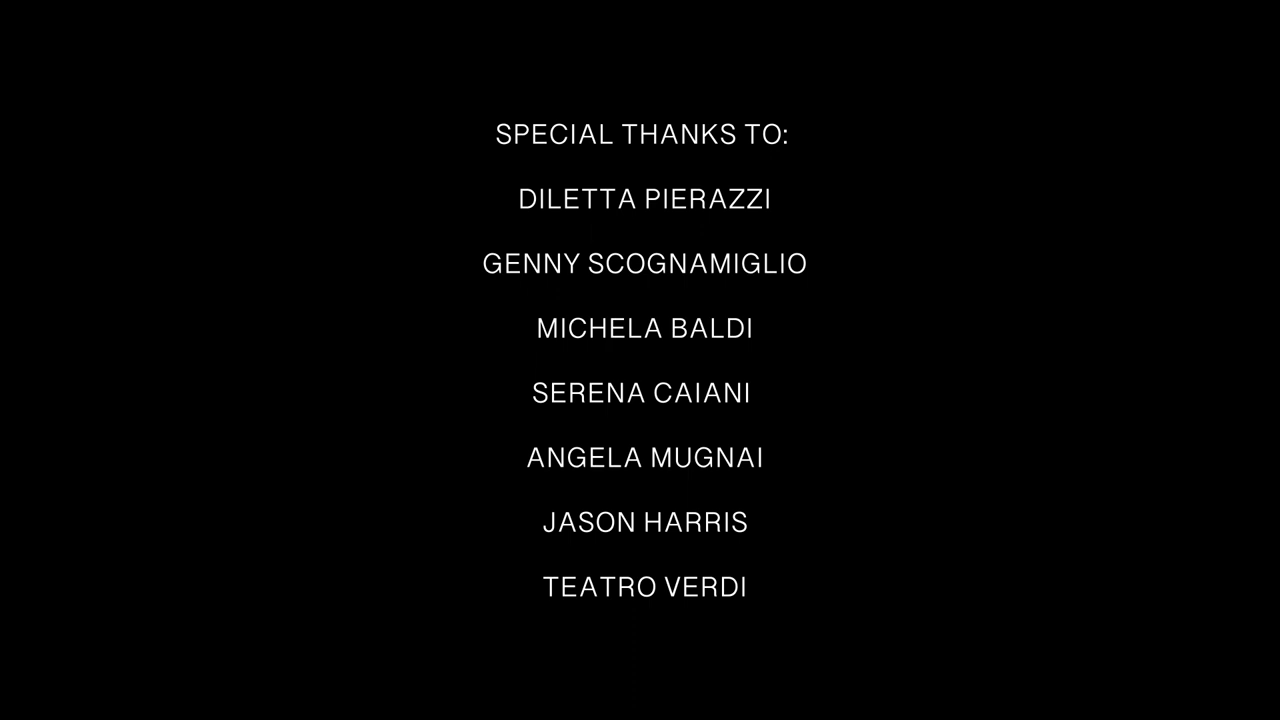 SPECIAL THANKS TO:
DILETTA PIERAZZI
GENNY SCOGNAMIGLIO
MICHELA BALDI
SERENA CAIANI
ANGELA MUGNAI
JASON HARRIS
TEATRO VERDI